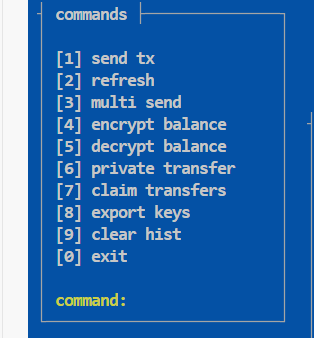 commands
[1] send tx
[2] refresh
[3] multi send
[4] encrypt balance
[5] decrypt balance
[6] private transfer
[7] claim transfers
[8] export keys
[9] clear hist
[0] exit
command: